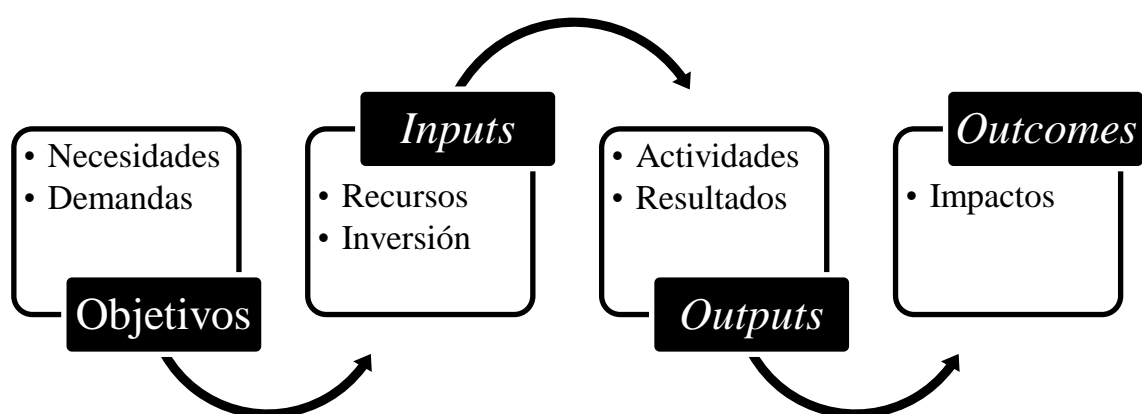 • Necesidades
• Demandas
Objetivos
Inputs
• Recursos
• Inversión
• Actividades
• Resultados
Outputs
Outcomes
• Impactos